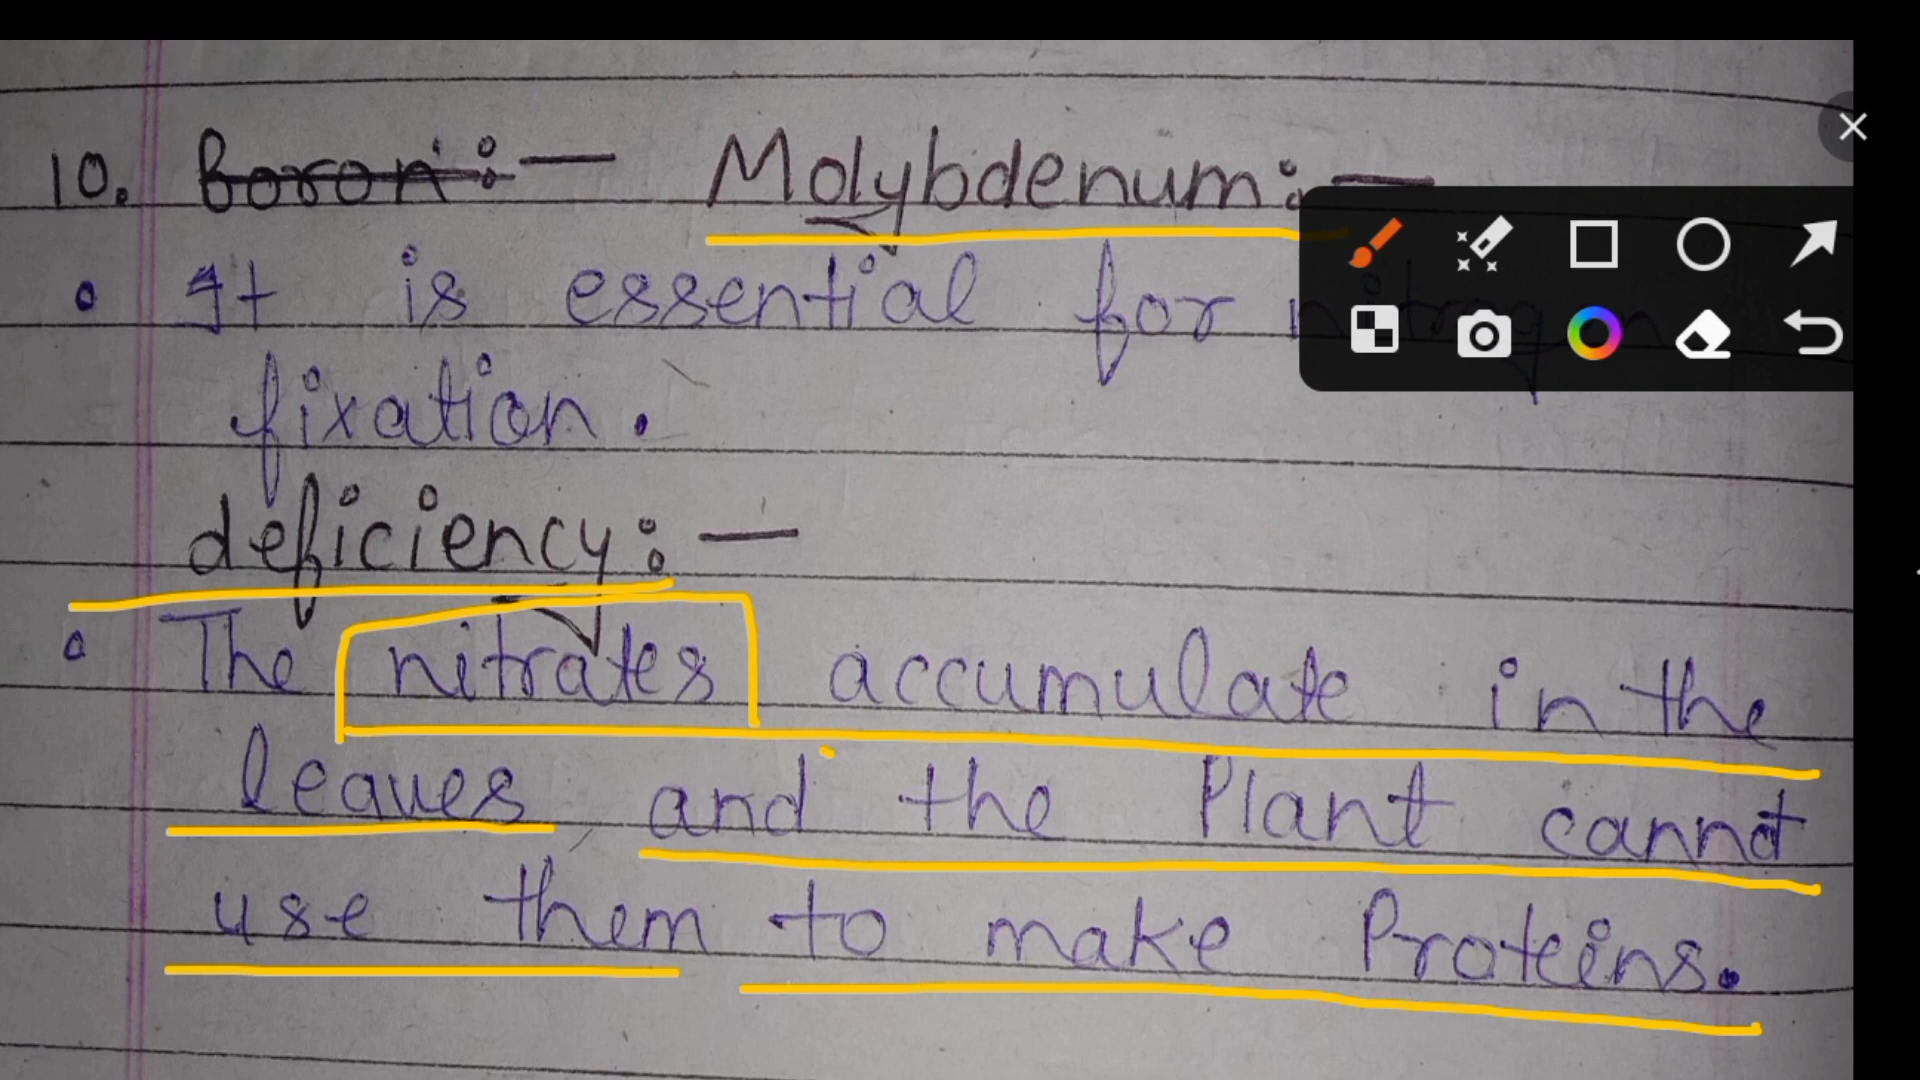 10. Boron:— Molybdenum:—
• It is essential for nitrogen
fixation.
deficiency:—
• The nitrates accumulate in the
leaves and the Plant cannot
use them to make Proteins.